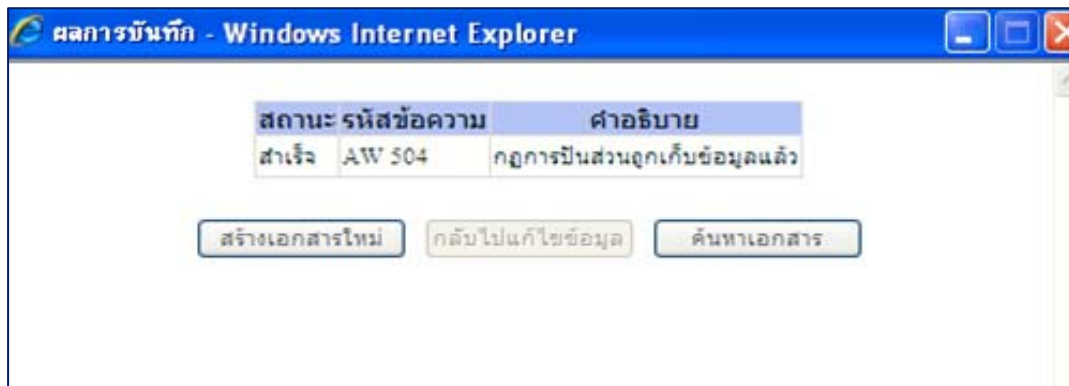 ผลการบันทึก - Windows Internet Explorer
สถานะ รหัสข้อความ คำอธิบาย
สำเร็จ AW 504 กฎการปันส่วนถูกเก็บข้อมูลแล้ว
สร้างเอกสารใหม่ กลับไปแก้ไขข้อมูล ค้นหาเอกสาร